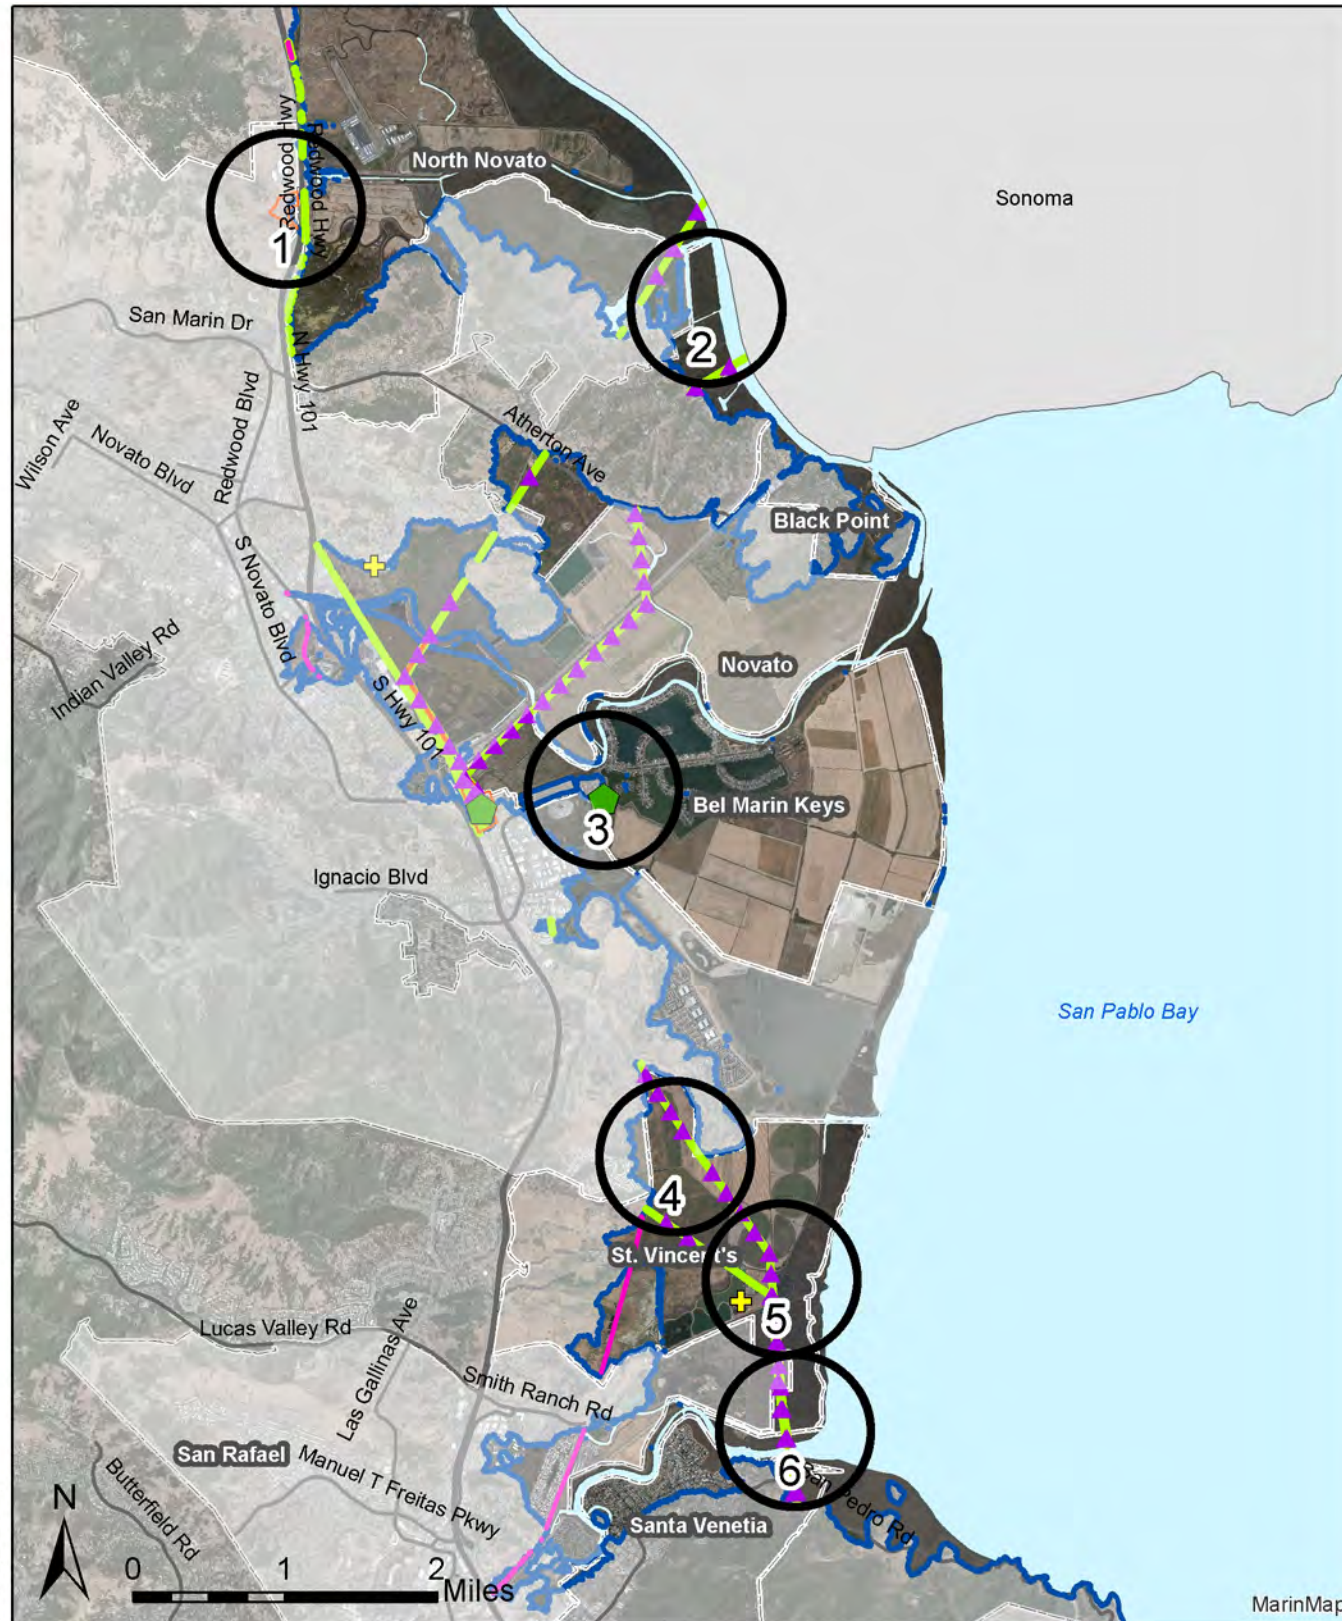 Redwood Hwy
Redwood Hwy
North Novato
Sonoma
1
San Marin Dr
N Hwy 101
2
Redwood Blvd
Wilson Ave
Novato Blvd
Atherton Ave
Black Point
S Novato Blvd
Indian Valley Rd
Novato
S Hwy 101
Bel Marin Keys
3
Ignacio Blvd
San Pablo Bay
4
St. Vincent's
5
Lucas Valley Rd
Las Gallinas Ave
Smith Ranch Rd
San Rafael
Manuel T Freitas Pkwy
6
San Pedro Rd
Butterfield Rd
Santa Venetia
N
0 1 2
Miles
MarinMap